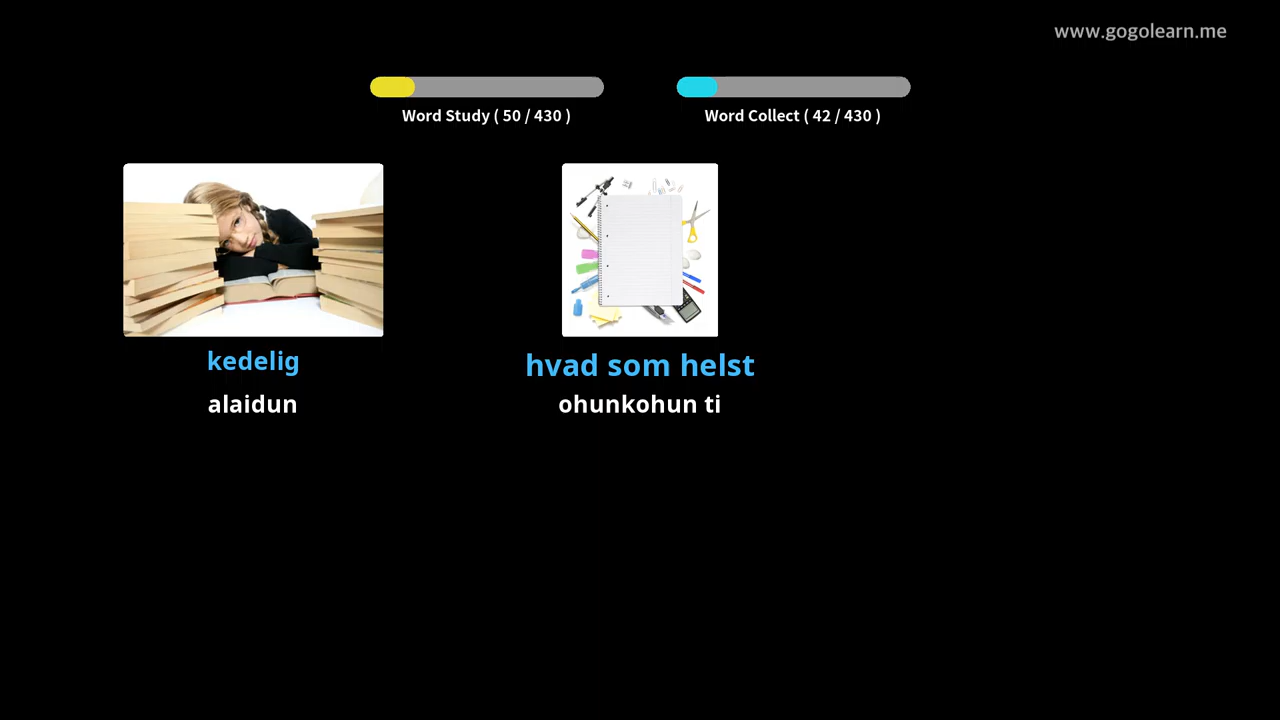 www.gogolearn.me
Word Study ( 50 / 430 )
Word Collect ( 42 / 430 )
kedelig
alaidun
hvad som helst
ohunkohun ti